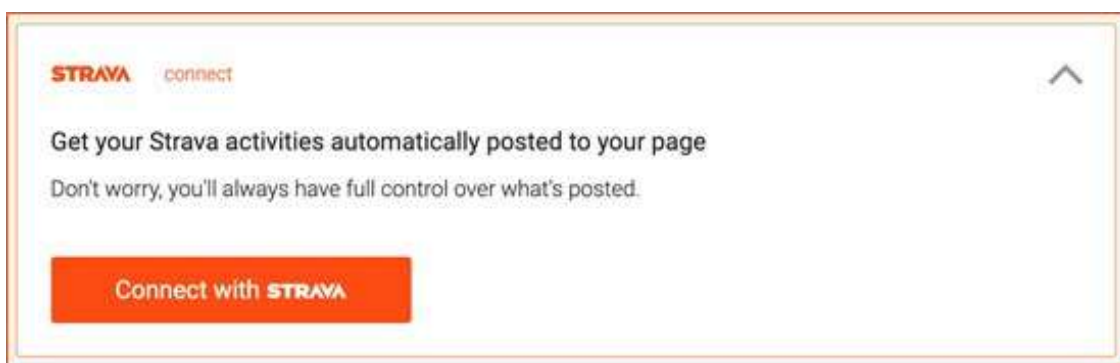 STRAVA connect
Get your Strava activities automatically posted to your page
Don't worry, you'll always have full control over what's posted.
Connect with STRAVA